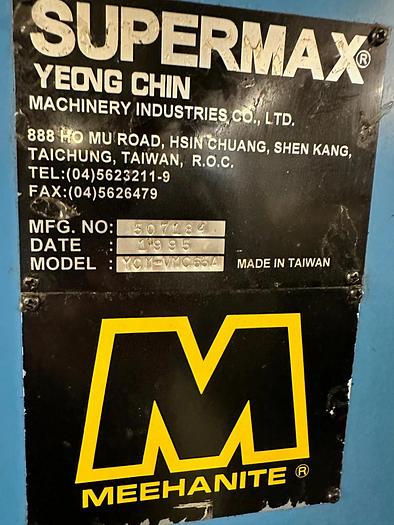 SUPERMAX®
YEONG CHIN
MACHINERY INDUSTRIES, CO., LTD.
888 HO MU ROAD, HSIN CHUANG, SHEN KANG,
TAICHUNG, TAIWAN, R.O.C.
TEL:(04)5623211-9
FAX:(04)5626479
MFG. NO: 507184
DATE : 1995
MODEL : YCM-VMC65A MADE IN TAIWAN
M
MEEHANITE ®